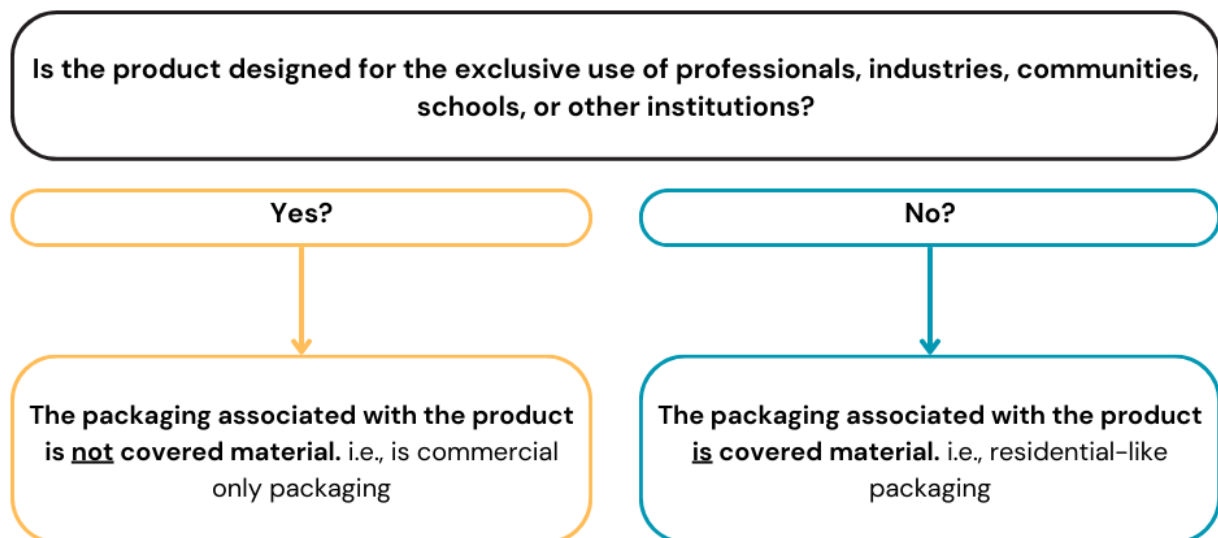 Is the product designed for the exclusive use of professionals, industries, communities,
schools, or other institutions?
Yes?
No?
The packaging associated with the product
is not covered material. i.e., is commercial
only packaging
The packaging associated with the product
is covered material. i.e., residential-like
packaging